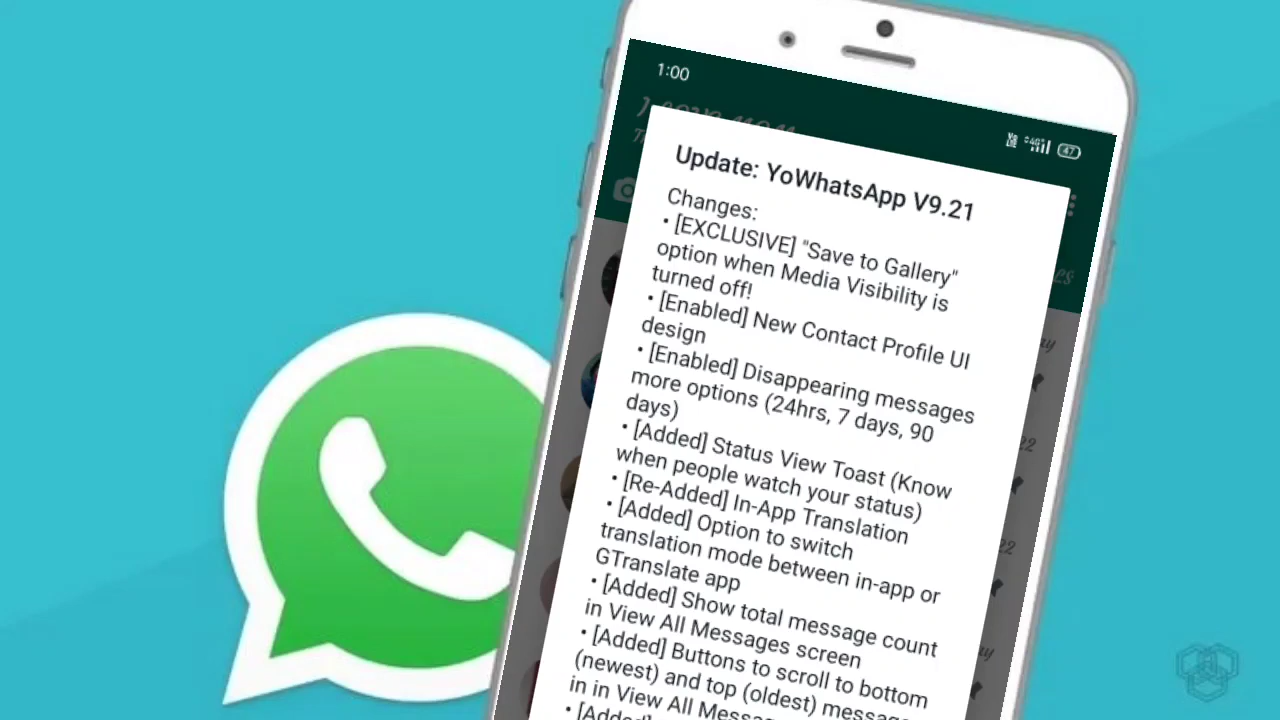 1:00
47
Update: YoWhatsApp V9.21
Changes:
• [EXCLUSIVE] "Save to Gallery"
option when Media Visibility is
turned off!
• [Enabled] New Contact Profile UI
design
• [Enabled] Disappearing messages
more options (24hrs, 7 days, 90
days)
• [Added] Status View Toast (Know
when people watch your status)
• [Re-Added] In-App Translation
• [Added] Option to switch
translation mode between in-app or
GTranslate app
• [Added] Show total message count
in View All Messages screen
• [Added] Buttons to scroll to bottom
(newest) and top (oldest)
in in View All
• [Added]